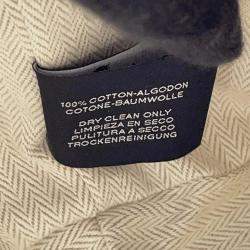 100% COTTON-ALGODON
COTONE-BAUMWOLLE
DRY CLEAN ONLY
LIMPIEZA EN SECO
PULITURA A SECCO
TROCKENREINIGUNG